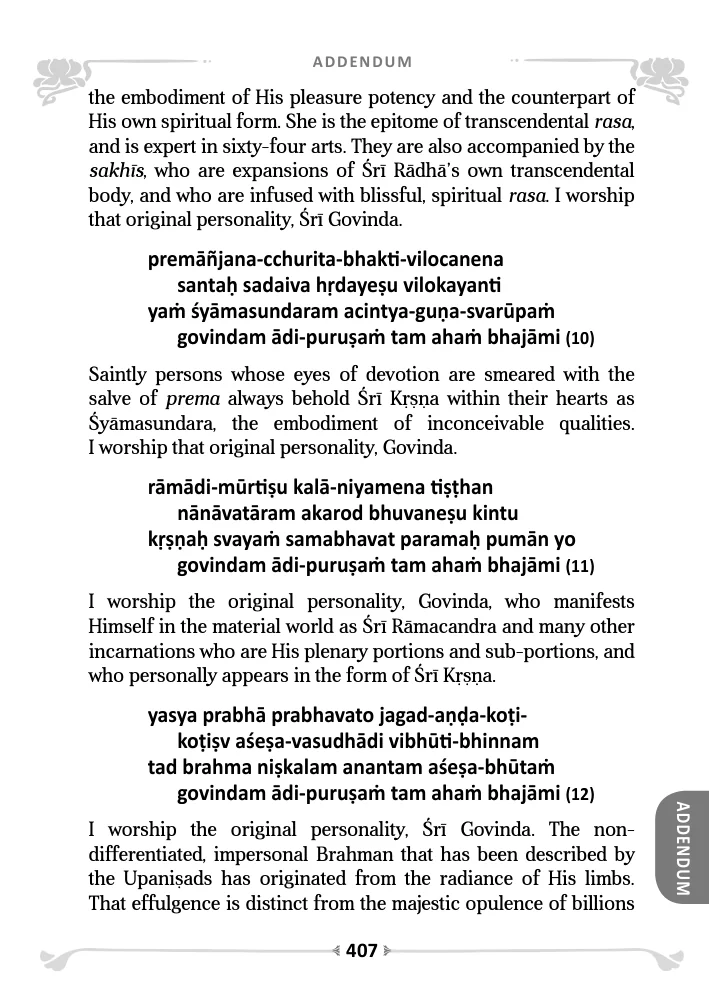 ADDENDUM
the embodiment of His pleasure potency and the counterpart of
His own spiritual form. She is the epitome of transcendental rasa,
and is expert in sixty-four arts. They are also accompanied by the
sakhīs, who are expansions of Śrī Rādhā's own transcendental
body, and who are infused with blissful, spiritual rasa. I worship
that original personality, Śrī Govinda.
premāñjana-cchurita-bhakti-vilocanena
santaḥ sadaiva hṛdayeṣu vilokayanti
yaṁ śyāmasundaram acintya-guṇa-svarūpaṁ
govindam ādi-puruṣaṁ tam ahaṁ bhajāmi (10)
Saintly persons whose eyes of devotion are smeared with the
salve of prema always behold Śrī Kṛṣṇa within their hearts as
Śyāmasundara, the embodiment of inconceivable qualities.
I worship that original personality, Govinda.
rāmādi-mūrtiṣu kalā-niyamena tiṣṭhan
nānāvatāram akarod bhuvaneṣu kintu
kṛṣṇaḥ svayaṁ samabhavat paramaḥ pumān yo
govindam ādi-puruṣaṁ tam ahaṁ bhajāmi (11)
I worship the original personality, Govinda, who manifests
Himself in the material world as Śrī Rāmacandra and many other
incarnations who are His plenary portions and sub-portions, and
who personally appears in the form of Śrī Kṛṣṇa.
yasya prabhā prabhavato jagad-aṇḍa-koṭi-
koṭiṣv aśeṣa-vasudhādi vibhūti-bhinnam
tad brahma niṣkalam anantam aśeṣa-bhūtaṁ
govindam ādi-puruṣaṁ tam ahaṁ bhajāmi (12)
I worship the original personality, Śrī Govinda. The non-
differentiated, impersonal Brahman that has been described by
the Upaniṣads has originated from the radiance of His limbs.
That effulgence is distinct from the majestic opulence of billions
ADDENDUM
407